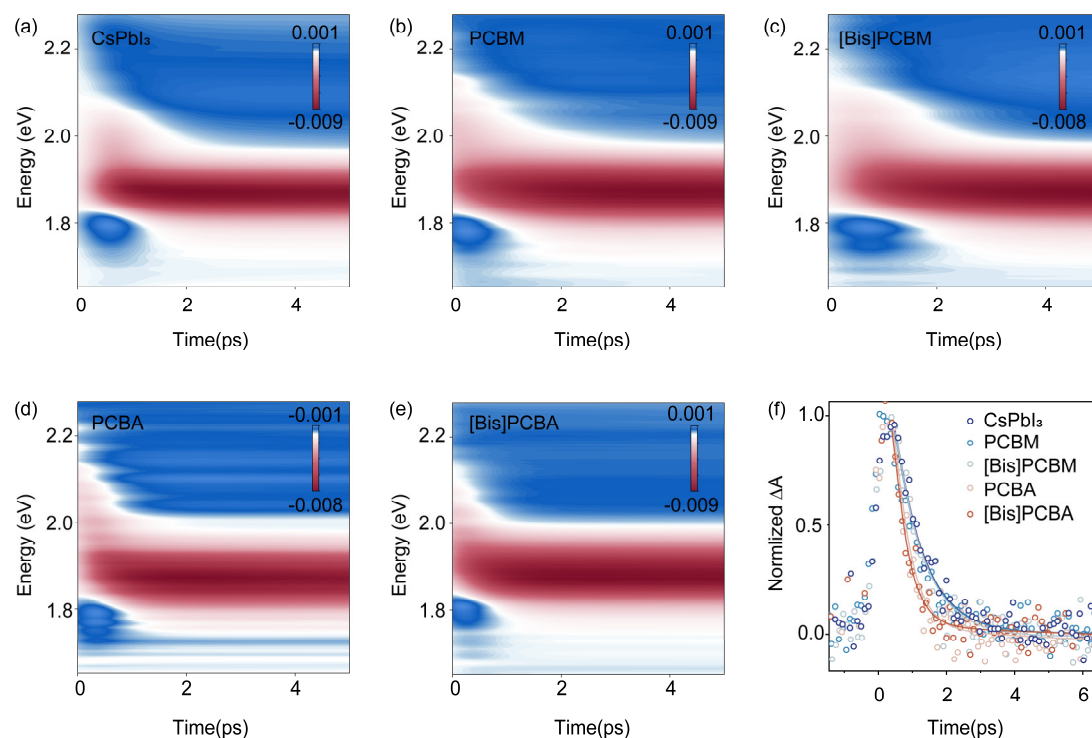 (a)
CsPbI₃
0.001
-0.009
2.2
2.0
1.8
Energy (eV)
0
2
4
Time(ps)
(b)
PCBM
0.001
-0.009
2.2
2.0
1.8
Energy (eV)
0
2
4
Time(ps)
(c)
[Bis]PCBM
0.001
-0.008
2.2
2.0
1.8
Energy (eV)
0
2
4
Time(ps)
(d)
PCBA
-0.001
-0.008
2.2
2.0
1.8
Energy (eV)
0
2
4
Time(ps)
(e)
[Bis]PCBA
0.001
-0.009
2.2
2.0
1.8
Energy (eV)
0
2
4
Time(ps)
(f)
CsPbI₃
PCBM
[Bis]PCBM
PCBA
[Bis]PCBA
1.0
0.5
0.0
Normlized ΔA
0
2
4
6
Time(ps)